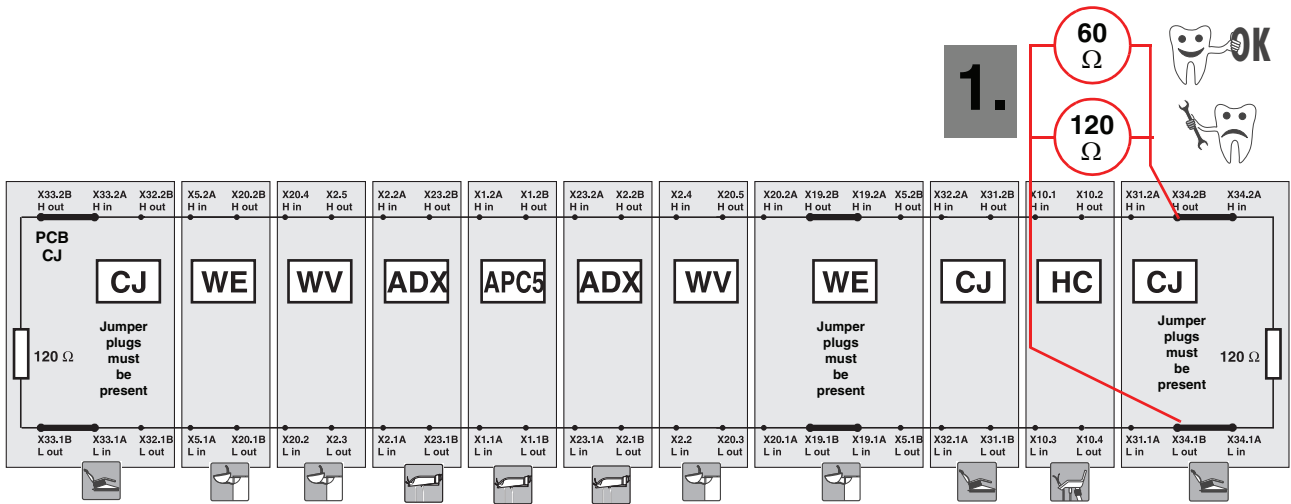 1.
60
Ω
OK
120
Ω
X33.2B X33.2A X32.2B X5.2A X20.2B X20.4 X2.5 X2.2A X23.2B X1.2A X1.2B X23.2A X2.2B X2.4 X20.5 X20.2A X19.2B X19.2A X5.2B X32.2A X31.2B X10.1 X10.2 X31.2A X34.2B X34.2A
H out H in H out H in H out H in H out H in H out H in H out H in H out H in H out H in H out H in H out H in H out H in H out H in H out H in
PCB
CJ
CJ WE WV ADX APC5 ADX WV WE CJ HC CJ
Jumper
plugs
must
be
present
120 Ω
Jumper
plugs
must
be
present
Jumper
plugs
must
be
present
120 Ω
X33.1B X33.1A X32.1B X5.1A X20.1B X20.2 X2.3 X2.1A X23.1B X1.1A X1.1B X23.1A X2.1B X2.2 X20.3 X20.1A X19.1B X19.1A X5.1B X32.1A X31.1B X10.3 X10.4 X31.1A X34.1B X34.1A
L out L in L out L in L out L in L out L in L out L in L out L in L out L in L out L in L out L in L out L in L out L in L out L in L out L in